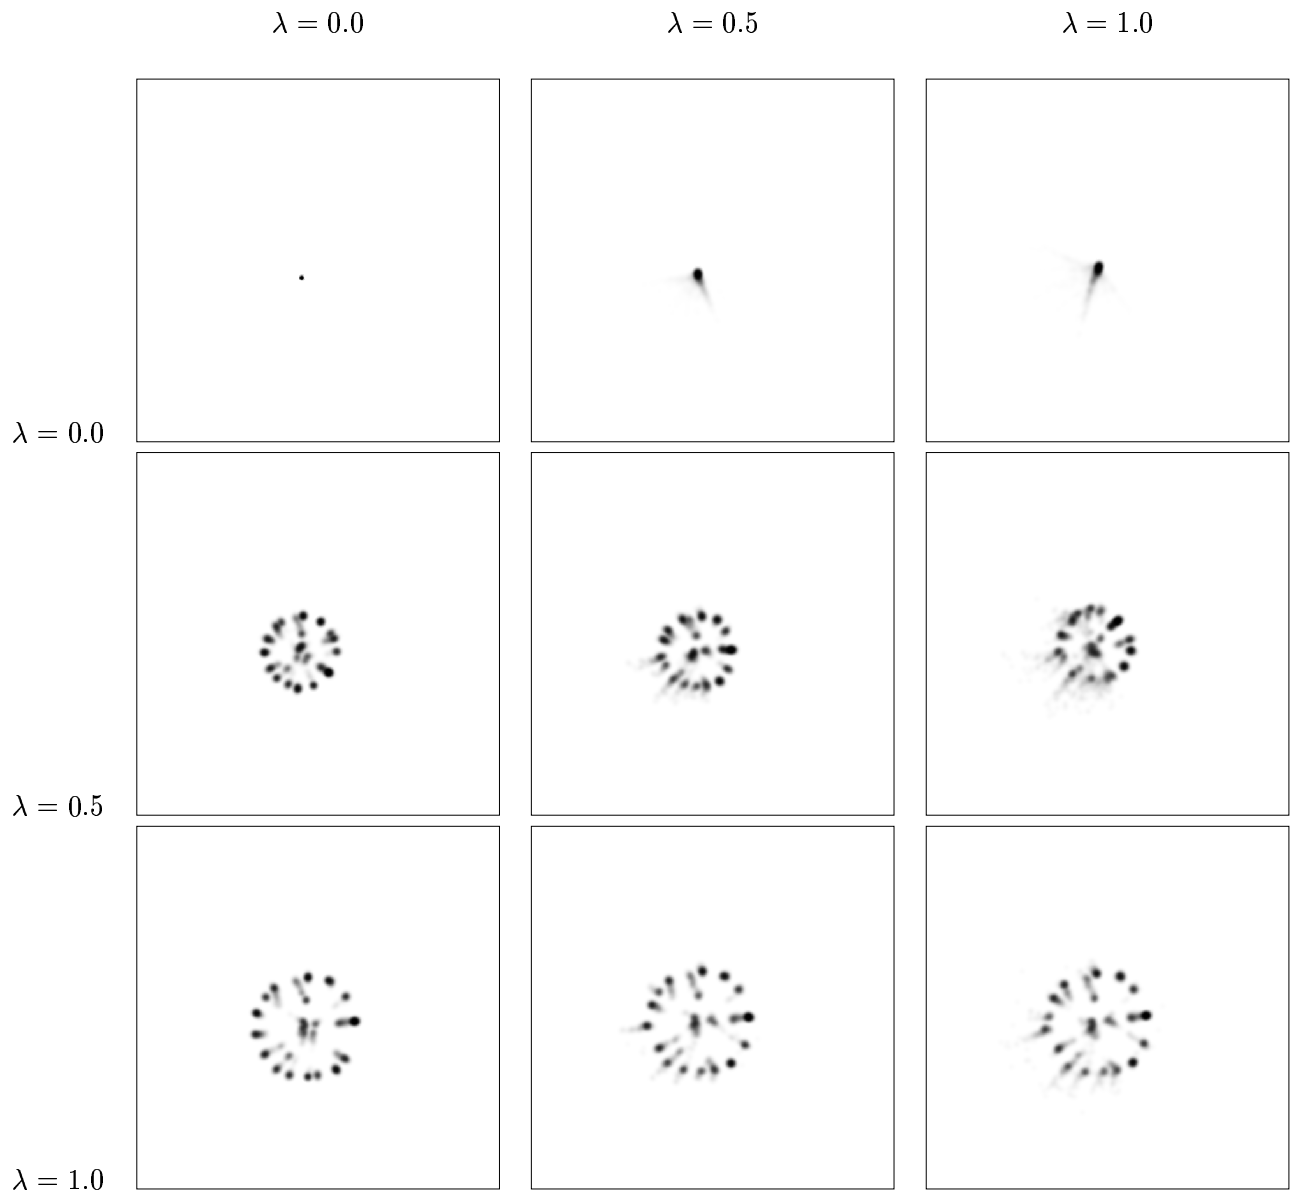 λ = 0.0 λ = 0.5 λ = 1.0
λ = 0.0
λ = 0.5
λ = 1.0